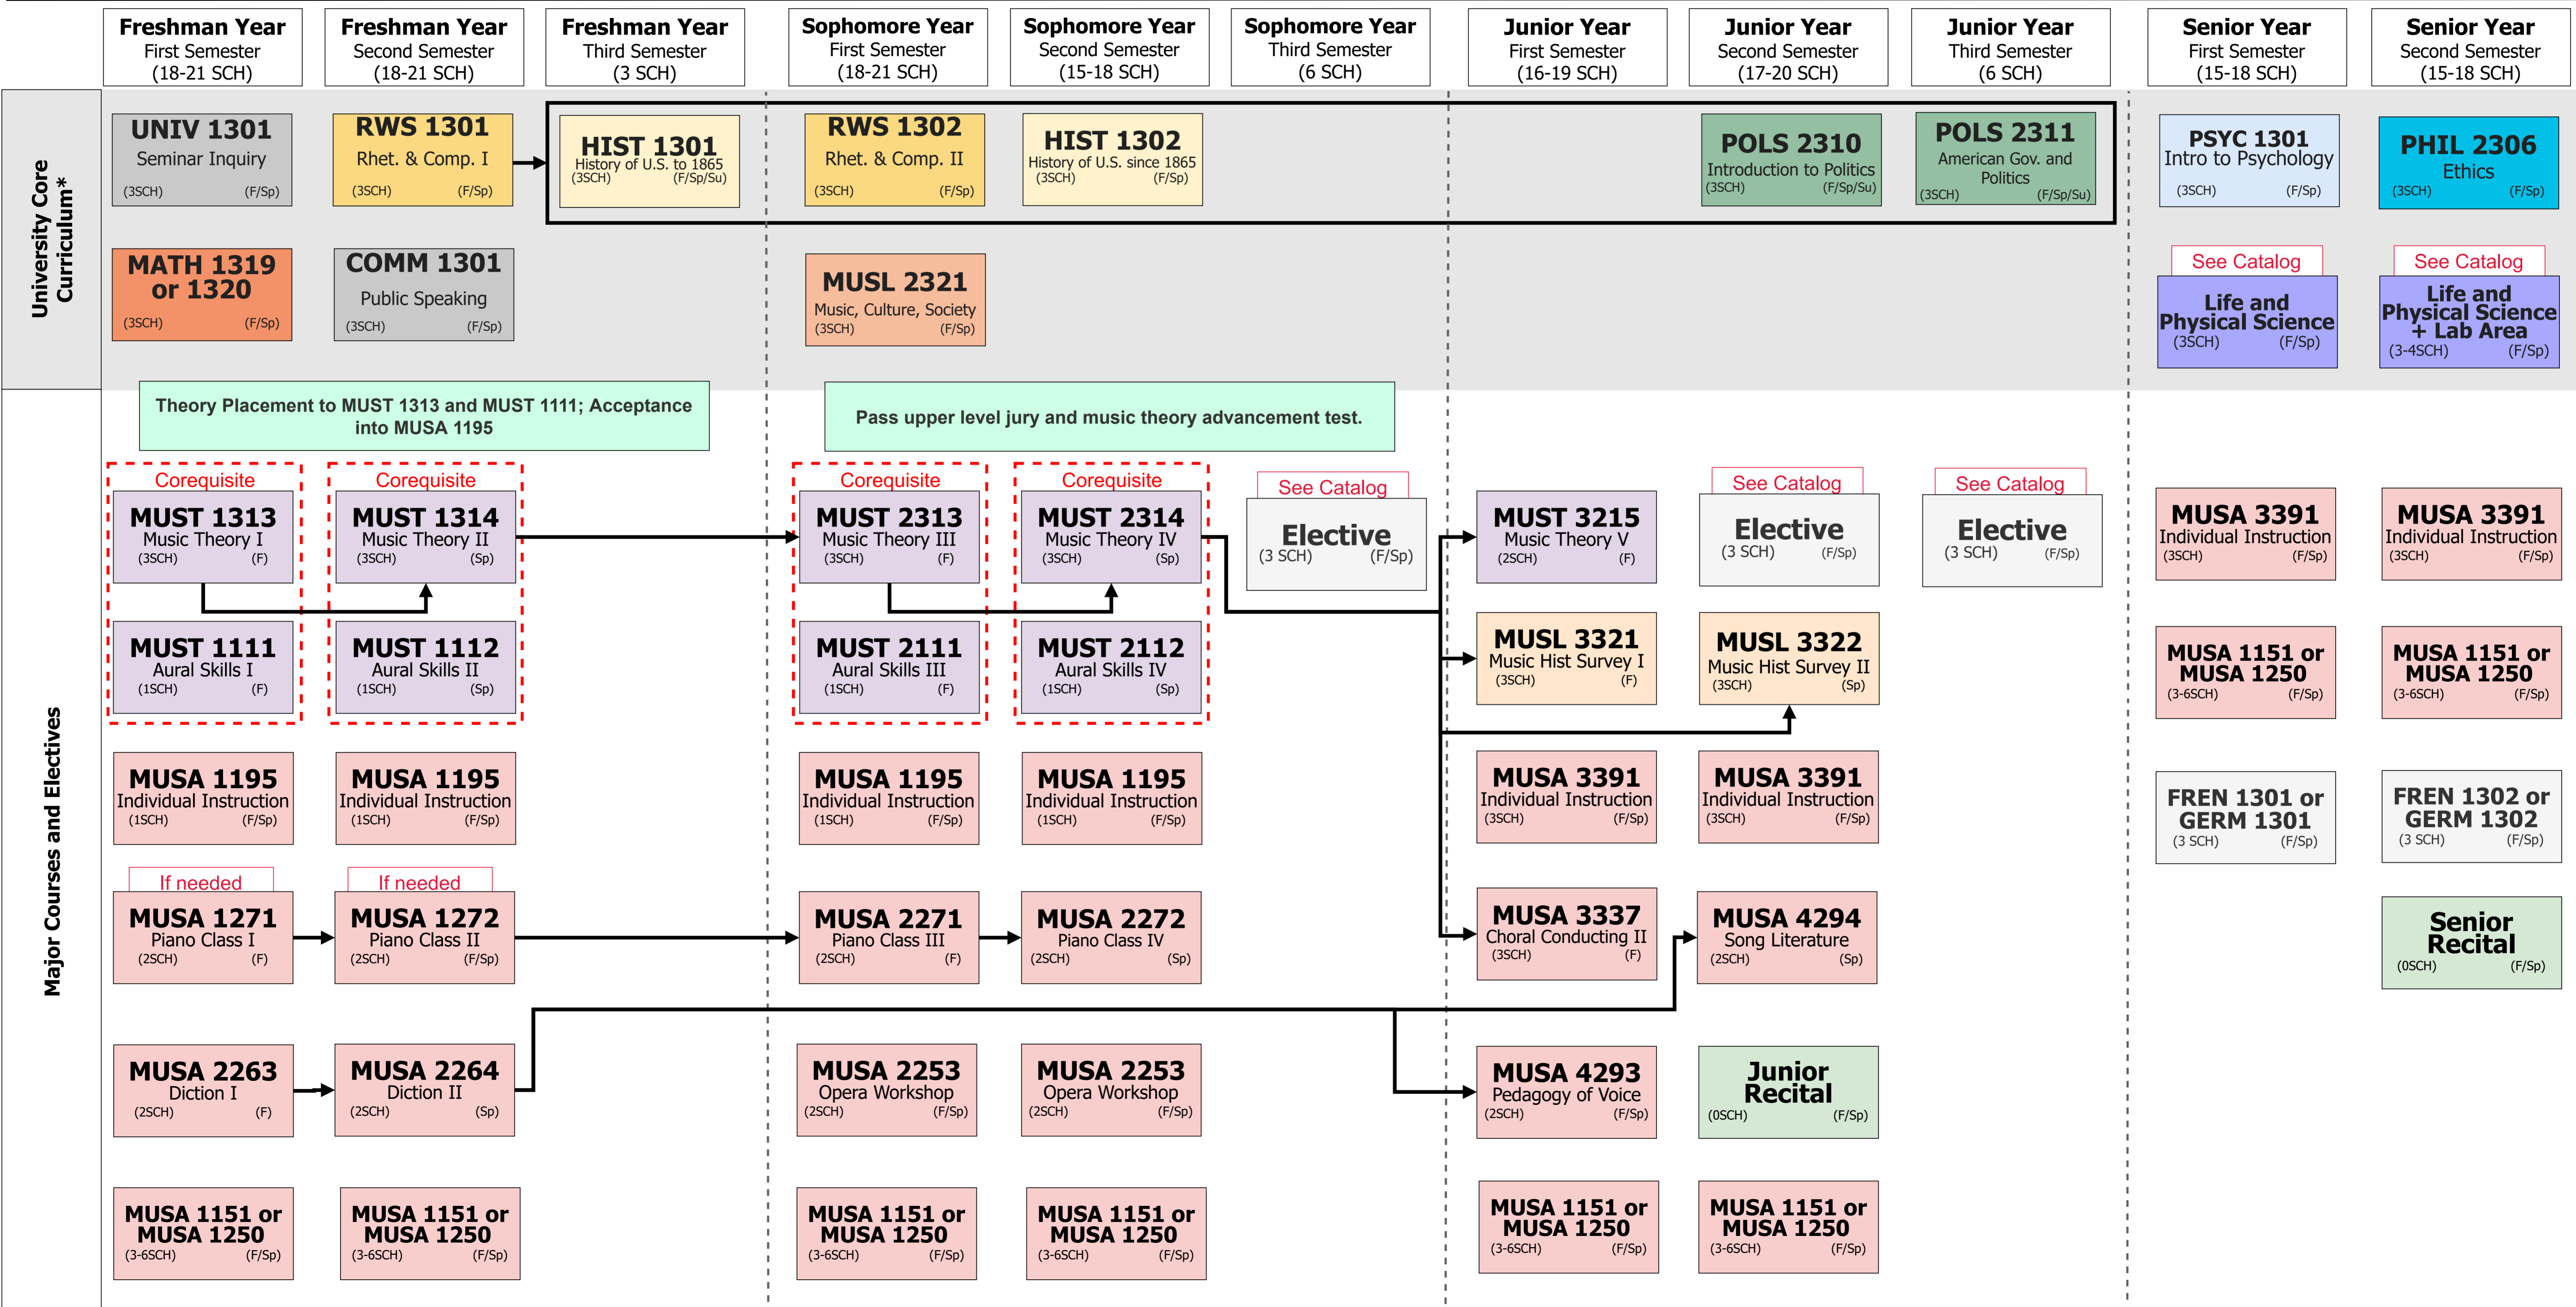 Freshman Year
First Semester
(18-21 SCH)
Freshman Year
Second Semester
(18-21 SCH)
Freshman Year
Third Semester
(3 SCH)
Sophomore Year
First Semester
(18-21 SCH)
Sophomore Year
Second Semester
(15-18 SCH)
Sophomore Year
Third Semester
(6 SCH)
Junior Year
First Semester
(16-19 SCH)
Junior Year
Second Semester
(17-20 SCH)
Junior Year
Third Semester
(6 SCH)
Senior Year
First Semester
(15-18 SCH)
Senior Year
Second Semester
(15-18 SCH)
University Core
Curriculum*
UNIV 1301
Seminar Inquiry
(3SCH) (F/Sp)
RWS 1301
Rhet. & Comp. I
(3SCH) (F/Sp)
HIST 1301
History of U.S. to 1865
(3SCH) (F/Sp/Su)
RWS 1302
Rhet. & Comp. II
(3SCH) (F/Sp)
HIST 1302
History of U.S. since 1865
(3SCH) (F/Sp)
POLS 2310
Introduction to Politics
(3SCH) (F/Sp/Su)
POLS 2311
American Gov. and
Politics
(3SCH) (F/Sp/Su)
PSYC 1301
Intro to Psychology
(3SCH) (F/Sp)
PHIL 2306
Ethics
(3SCH) (F/Sp)
MATH 1319
or 1320
(3SCH) (F/Sp)
COMM 1301
Public Speaking
(3SCH) (F/Sp)
MUSL 2321
Music, Culture, Society
(3SCH) (F/Sp)
See Catalog
Life and
Physical Science
(3SCH) (F/Sp)
See Catalog
Life and
Physical Science
+ Lab Area
(3-4SCH) (F/Sp)
Major Courses and Electives
Theory Placement to MUST 1313 and MUST 1111; Acceptance
into MUSA 1195
Pass upper level jury and music theory advancement test.
Corequisite
MUST 1313
Music Theory I
(3SCH) (F)
Corequisite
MUST 1314
Music Theory II
(3SCH) (Sp)
Corequisite
MUST 2313
Music Theory III
(3SCH) (F)
Corequisite
MUST 2314
Music Theory IV
(3SCH) (Sp)
See Catalog
Elective
(3 SCH) (F/Sp)
MUST 3215
Music Theory V
(2SCH) (F)
See Catalog
Elective
(3 SCH) (F/Sp)
See Catalog
Elective
(3 SCH) (F/Sp)
MUSA 3391
Individual Instruction
(3SCH) (F/Sp)
MUSA 3391
Individual Instruction
(3SCH) (F/Sp)
MUST 1111
Aural Skills I
(1SCH) (F)
MUST 1112
Aural Skills II
(1SCH) (Sp)
MUST 2111
Aural Skills III
(1SCH) (F)
MUST 2112
Aural Skills IV
(1SCH) (Sp)
MUSL 3321
Music Hist Survey I
(3SCH) (F)
MUSL 3322
Music Hist Survey II
(3SCH) (Sp)
MUSA 1151 or
MUSA 1250
(3-6SCH) (F/Sp)
MUSA 1151 or
MUSA 1250
(3-6SCH) (F/Sp)
MUSA 1195
Individual Instruction
(1SCH) (F/Sp)
MUSA 1195
Individual Instruction
(1SCH) (F/Sp)
MUSA 1195
Individual Instruction
(1SCH) (F/Sp)
MUSA 1195
Individual Instruction
(1SCH) (F/Sp)
MUSA 3391
Individual Instruction
(3SCH) (F/Sp)
MUSA 3391
Individual Instruction
(3SCH) (F/Sp)
FREN 1301 or
GERM 1301
(3 SCH) (F/Sp)
FREN 1302 or
GERM 1302
(3 SCH) (F/Sp)
If needed
MUSA 1271
Piano Class I
(2SCH) (F)
If needed
MUSA 1272
Piano Class II
(2SCH) (F/Sp)
MUSA 2271
Piano Class III
(2SCH) (F)
MUSA 2272
Piano Class IV
(2SCH) (Sp)
MUSA 3337
Choral Conducting II
(3SCH) (F)
MUSA 4294
Song Literature
(2SCH) (Sp)
Senior
Recital
(0SCH) (F/Sp)
MUSA 2263
Diction I
(2SCH) (F)
MUSA 2264
Diction II
(2SCH) (Sp)
MUSA 2253
Opera Workshop
(2SCH) (F/Sp)
MUSA 2253
Opera Workshop
(2SCH) (F/Sp)
MUSA 4293
Pedagogy of Voice
(2SCH) (F/Sp)
Junior
Recital
(0SCH) (F/Sp)
MUSA 1151 or
MUSA 1250
(3-6SCH) (F/Sp)
MUSA 1151 or
MUSA 1250
(3-6SCH) (F/Sp)
MUSA 1151 or
MUSA 1250
(3-6SCH) (F/Sp)
MUSA 1151 or
MUSA 1250
(3-6SCH) (F/Sp)
MUSA 1151 or
MUSA 1250
(3-6SCH) (F/Sp)
MUSA 1151 or
MUSA 1250
(3-6SCH) (F/Sp)